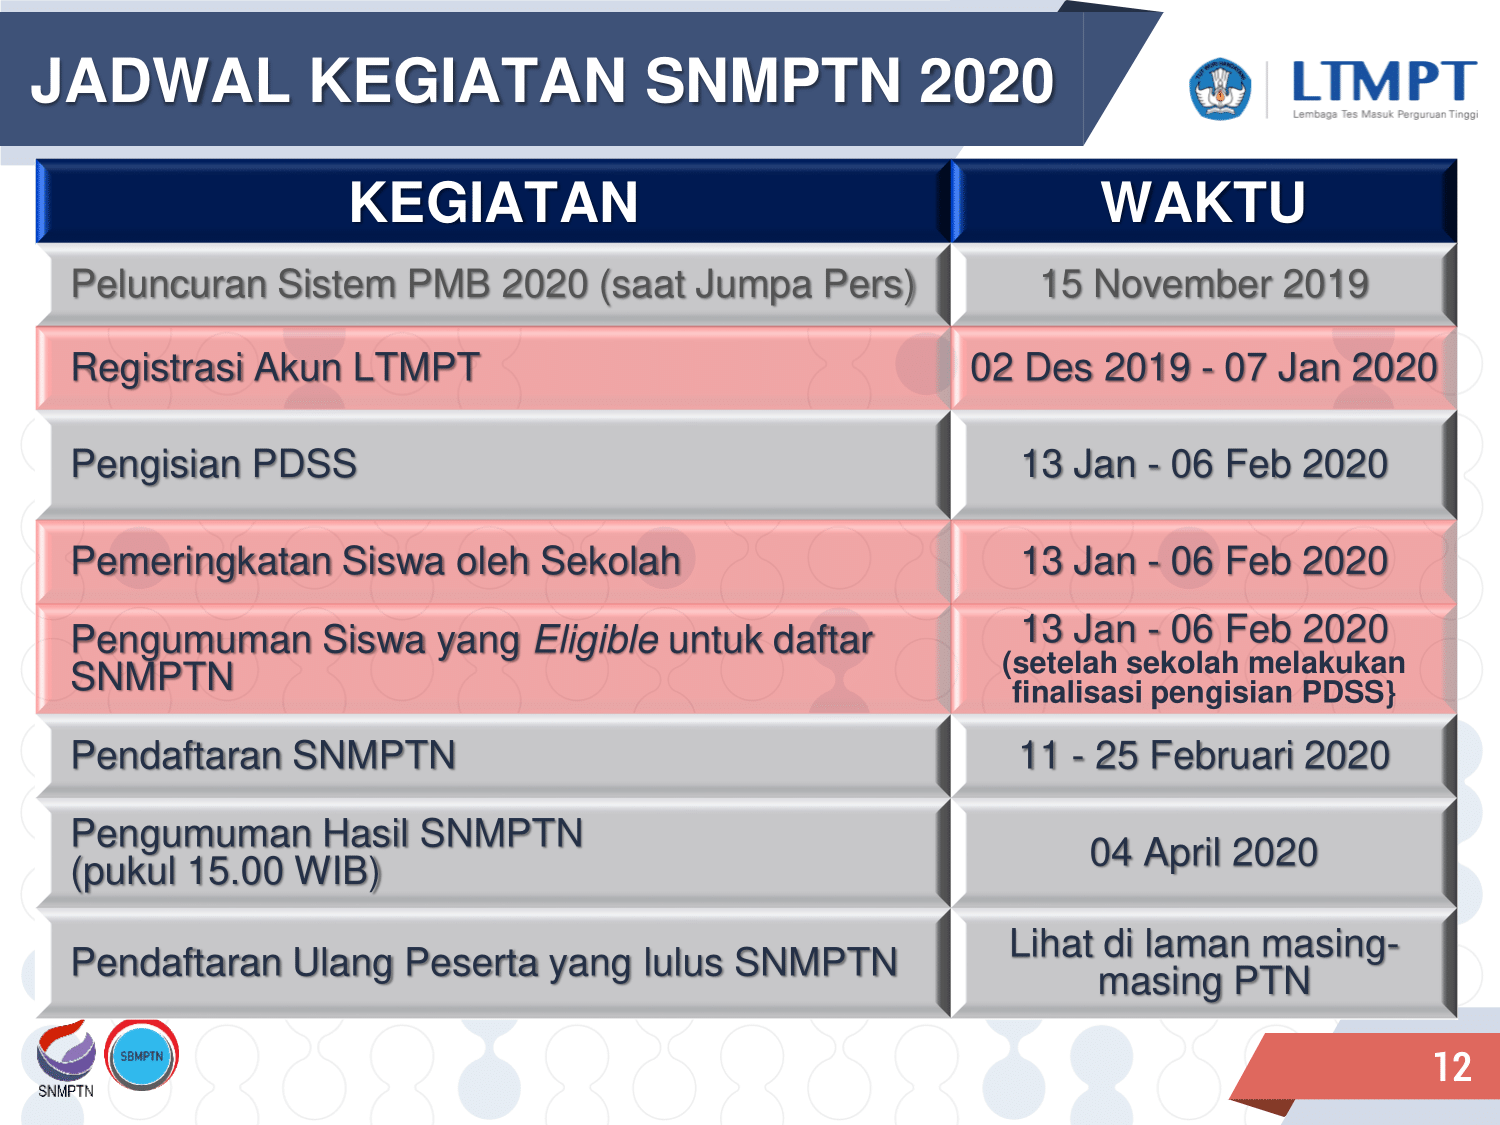 JADWAL KEGIATAN SNMPTN 2020
LTMPT
Lembaga Tes Masuk Perguruan Tinggi
KEGIATAN
WAKTU
Peluncuran Sistem PMB 2020 (saat Jumpa Pers)
15 November 2019
Registrasi Akun LTMPT
02 Des 2019 - 07 Jan 2020
Pengisian PDSS
13 Jan - 06 Feb 2020
Pemeringkatan Siswa oleh Sekolah
13 Jan - 06 Feb 2020
Pengumuman Siswa yang Eligible untuk daftar
SNMPTN
13 Jan - 06 Feb 2020
(setelah sekolah melakukan
finalisasi pengisian PDSS}
Pendaftaran SNMPTN
11 - 25 Februari 2020
Pengumuman Hasil SNMPTN
(pukul 15.00 WIB)
04 April 2020
Pendaftaran Ulang Peserta yang lulus SNMPTN
Lihat di laman masing-
masing PTN
SNMPTN
SBMPTN
12